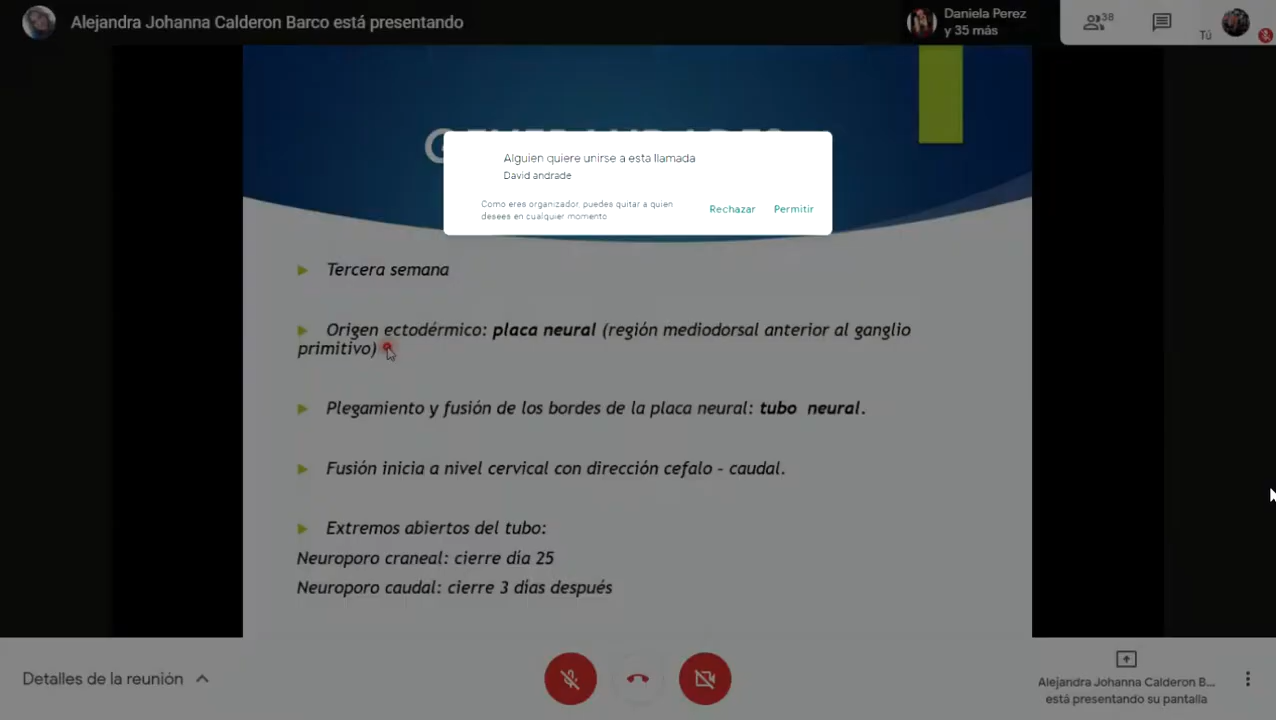 Alejandra Johanna Calderon Barco está presentando
Daniela Perez
y 35 más
38
Tú
Alguien quiere unirse a esta llamada
David andrade
Como eres organizador, puedes quitar a quien
desees en cualquier momento
Rechazar
Permitir
Tercera semana
Origen ectodérmico: placa neural (región mediodorsal anterior al ganglio
primitivo)
Plegamiento y fusión de los bordes de la placa neural: tubo neural.
Fusión inicia a nivel cervical con dirección cefalo - caudal.
Extremos abiertos del tubo:
Neuroporo craneal: cierre día 25
Neuroporo caudal: cierre 3 días después
Detalles de la reunión
Alejandra Johanna Calderon B...
está presentando su pantalla